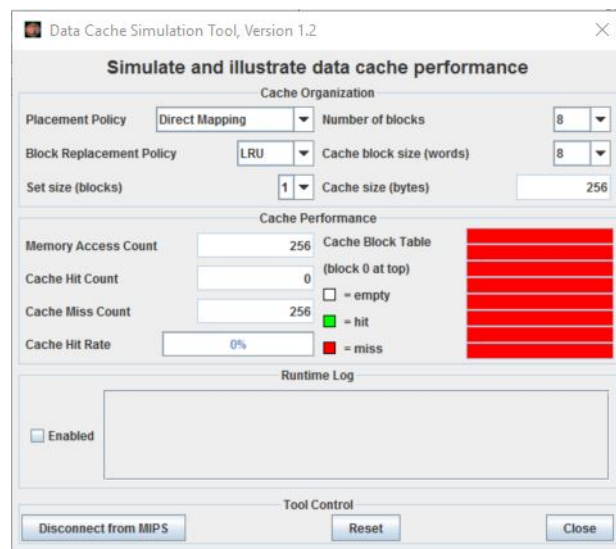 Data Cache Simulation Tool, Version 1.2
Simulate and illustrate data cache performance
Cache Organization
Placement Policy Direct Mapping Number of blocks 8
Block Replacement Policy LRU Cache block size (words) 8
Set size (blocks) 1 Cache size (bytes) 256
Cache Performance
Memory Access Count 256 Cache Block Table
(block 0 at top)
Cache Hit Count 0
= empty
Cache Miss Count 256
= hit
Cache Hit Rate 0%
= miss
Runtime Log
Enabled
Tool Control
Disconnect from MIPS Reset Close